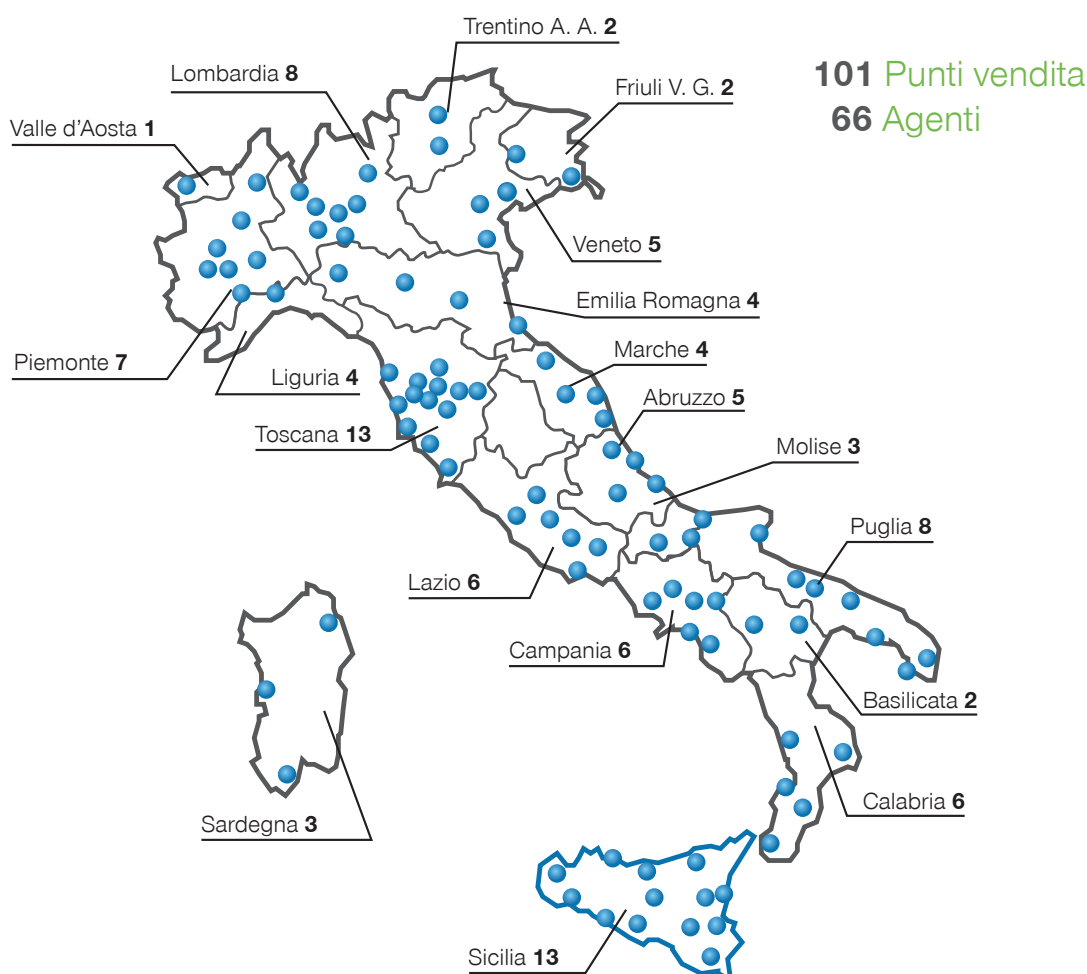 Trentino A. A. 2
Lombardia 8
101 Punti vendita
Friuli V. G. 2
66 Agenti
Valle d’Aosta 1
Veneto 5
Emilia Romagna 4
Marche 4
Piemonte 7
Liguria 4
Abruzzo 5
Toscana 13
Molise 3
Puglia 8
Lazio 6
Campania 6
Basilicata 2
Calabria 6
Sardegna 3
Sicilia 13